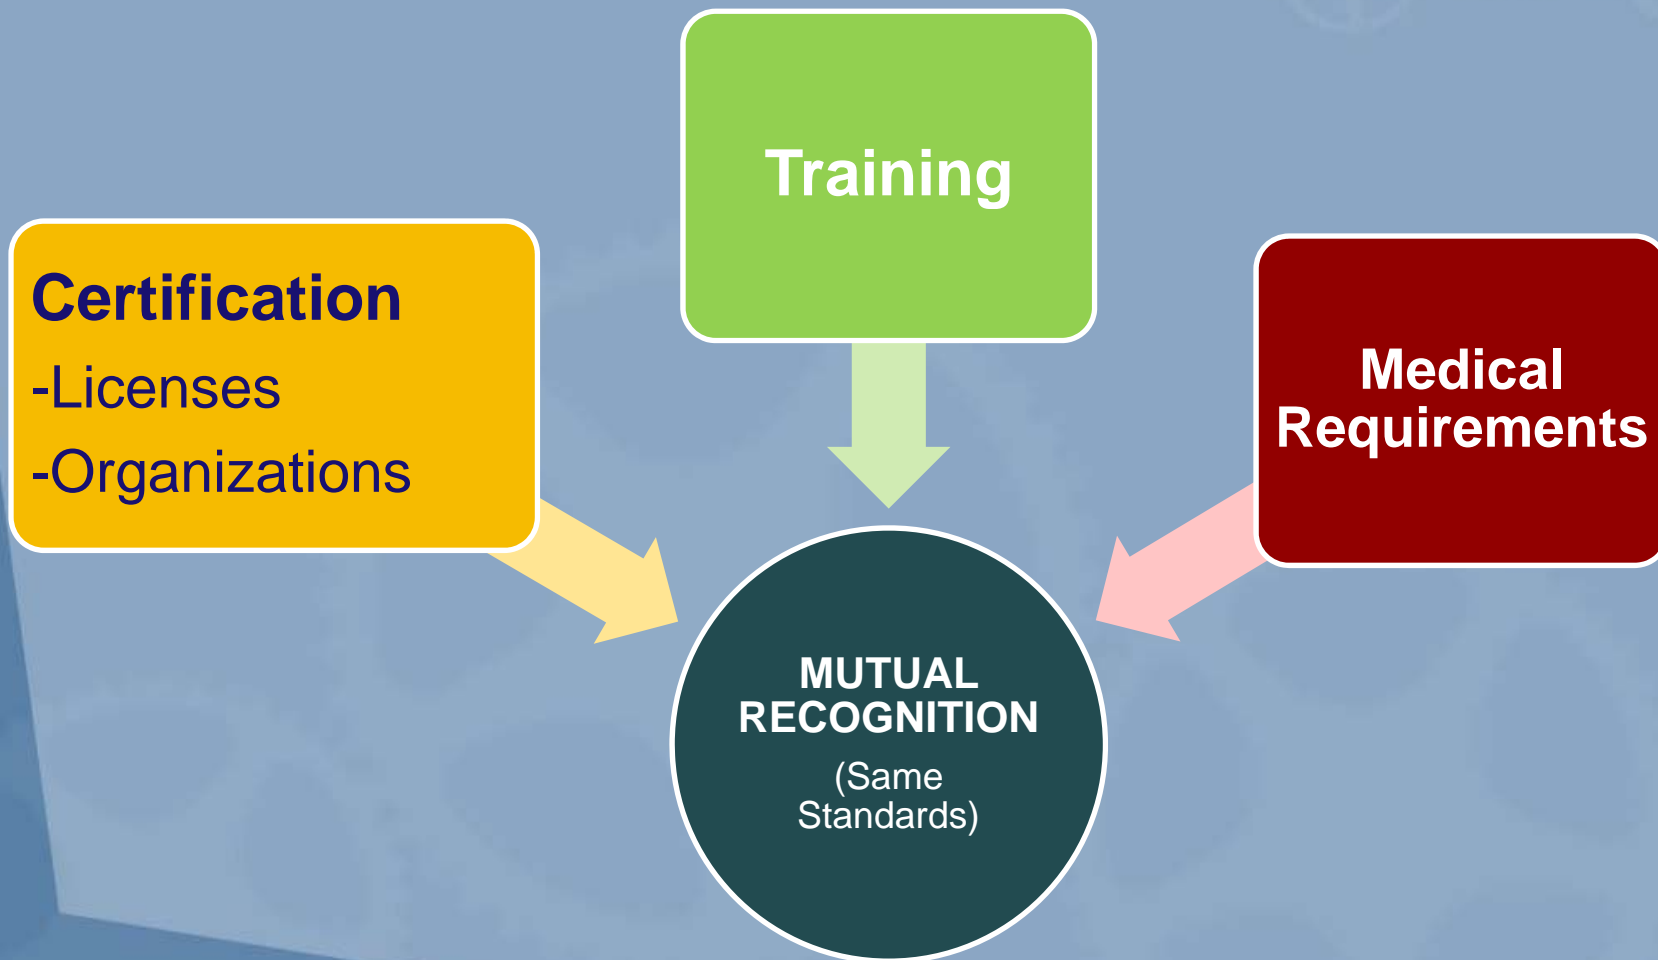 Training
Certification
-Licenses
-Organizations
Medical
Requirements
MUTUAL
RECOGNITION
(Same
Standards)